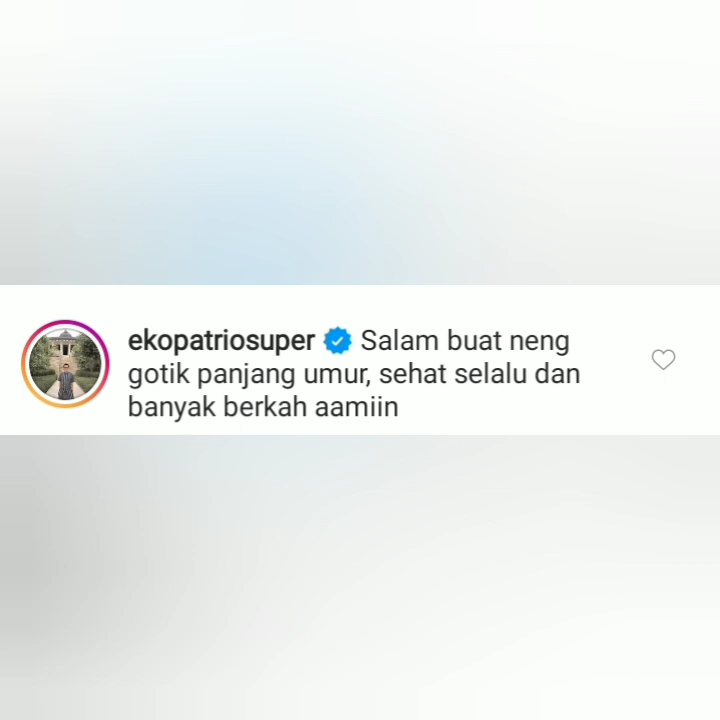 ekopatriosuper Salam buat neng
gotik panjang umur, sehat selalu dan
banyak berkah aamiin